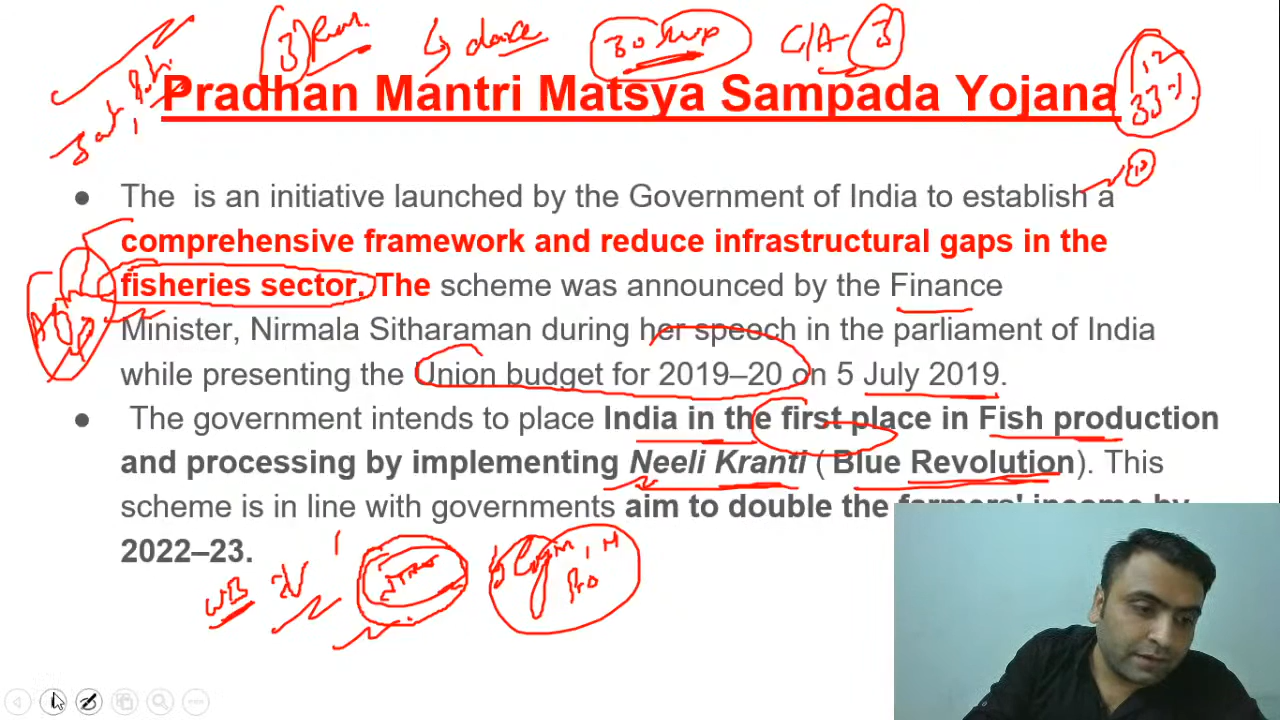 Pradhan Mantri Matsya Sampada Yojana
The is an initiative launched by the Government of India to establish a
comprehensive framework and reduce infrastructural gaps in the
fisheries sector. The scheme was announced by the Finance
Minister, Nirmala Sitharaman during her speech in the parliament of India
while presenting the Union budget for 2019–20 on 5 July 2019.
The government intends to place India in the first place in Fish production
and processing by implementing Neeli Kranti ( Blue Revolution). This
scheme is in line with governments aim to double the farmers' income by
2022–23.